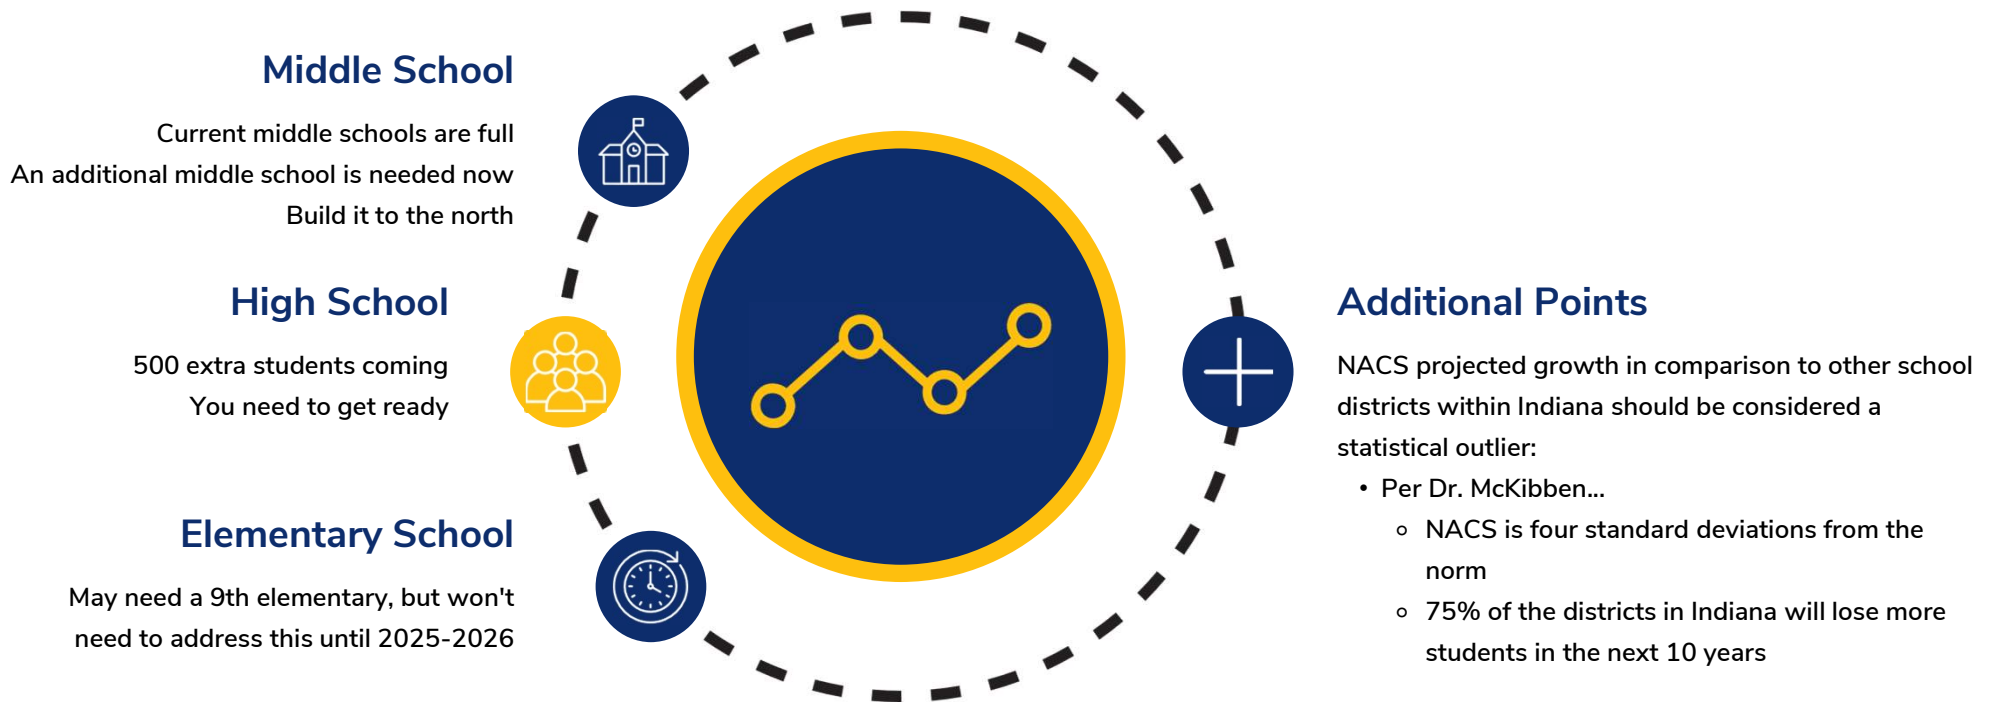 Middle School
Current middle schools are full
An additional middle school is needed now
Build it to the north
High School
500 extra students coming
You need to get ready
Elementary School
May need a 9th elementary, but won't
need to address this until 2025-2026
Additional Points
NACS projected growth in comparison to other school
districts within Indiana should be considered a
statistical outlier:
• Per Dr. McKibben...
◦ NACS is four standard deviations from the
norm
◦ 75% of the districts in Indiana will lose more
students in the next 10 years